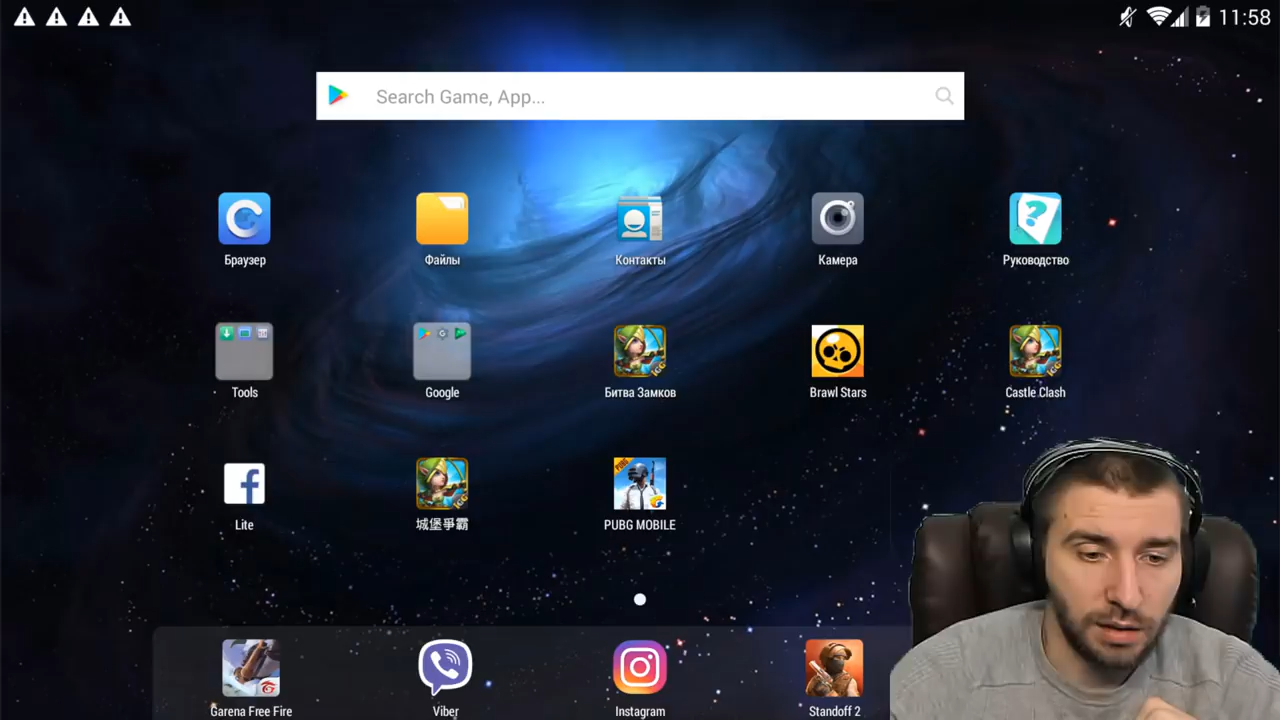 11:58
Search Game, App...
Браузер
Файлы
Контакты
Камера
Руководство
Tools
Google
Битва Замков
Brawl Stars
Castle Clash
Lite
城堡爭霸
PUBG MOBILE
Garena Free Fire
Viber
Instagram
Standoff 2